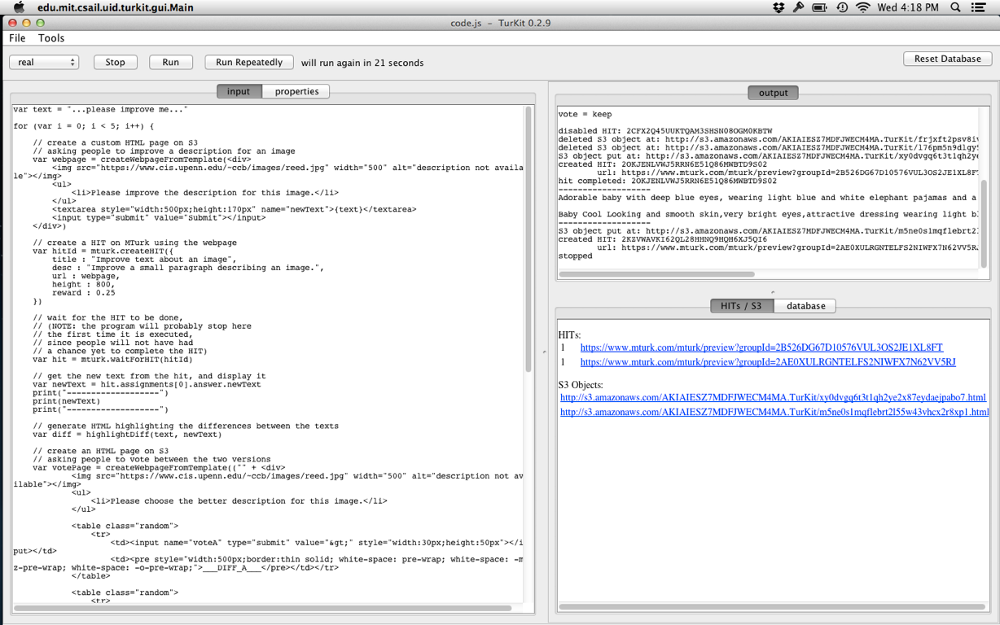 edu.mit.csail.uid.turkit.gui.Main
Wed 4:18 PM
code.js – TurKit 0.2.9
File Tools
real Stop Run Run Repeatedly will run again in 21 seconds Reset Database
input properties
var text = "...please improve me..."
for (var i = 0; i < 5; i++) {
// create a custom HTML page on S3
// asking people to improve a description for an image
var webpage = createWebpageFromTemplate(<div>
<img src="https://www.cis.upenn.edu/~ccb/images/reed.jpg" width="500" alt="description not availa
le"></img>
<ul>
<li>Please improve the description for this image.</li>
</ul>
<textarea style="width:500px;height:170px" name="newText">{text}</textarea>
<input type="submit" value="Submit"></input>
</div>)
// create a HIT on MTurk using the webpage
var hitId = mturk.createHIT({
title : "Improve text about an image",
desc : "Improve a small paragraph describing an image.",
url : webpage,
height : 800,
reward : 0.25
})
// wait for the HIT to be done,
// (NOTE: the program will probably stop here
// the first time it is executed,
// since people will not have had
// a chance yet to complete the HIT)
var hit = mturk.waitForHIT(hitId)
// get the new text from the hit, and display it
var newText = hit.assignments[0].answer.newText
print("-------------------")
print(newText)
print("-------------------")
// generate HTML highlighting the differences between the texts
var diff = highlightDiff(text, newText)
// create an HTML page on S3
// asking people to vote between the two versions
var votePage = createWebpageFromTemplate(("" + <div>
<img src="https://www.cis.upenn.edu/~ccb/images/reed.jpg" width="500" alt="description not av
ilable"></img>
<ul>
<li>Please choose the better description for this image.</li>
</ul>
<table class="random">
<tr>
<td><input name="voteA" type="submit" value="&gt;" style="width:30px;height:50px"></i
put></td>
<td><pre style="width:500px;border:thin solid; white-space: pre-wrap; white-space: -m
z-pre-wrap; white-space: -o-pre-wrap;">___DIFF_A___</pre></td></tr>
</table>
<table class="random">
<tr>
output
vote = keep
disabled HIT: 2CFX2Q45UUKTQAM3SHSN08OGM0KBTW
deleted S3 object at: http://s3.amazonaws.com/AKIAIESZ7MDFJWECM4MA.TurKit/frjxft2psv8iv
deleted S3 object at: http://s3.amazonaws.com/AKIAIESZ7MDFJWECM4MA.TurKit/l76pm5n9dlgy
S3 object put at: http://s3.amazonaws.com/AKIAIESZ7MDFJWECM4MA.TurKit/xy0dvgq6t3t1qh2ye
created HIT: 2OKJENLVWJ5RRN6E51Q86MWBTD9S02
url: https://www.mturk.com/mturk/preview?groupId=2B526DG67D10576VUL3OS2JE1XL8F
hit completed: 2OKJENLVWJ5RRN6E51Q86MWBTD9S02
-------------------
Adorable baby with deep blue eyes, wearing light blue and white elephant pajamas and a
Baby Cool Looking and smooth skin,very bright eyes,attractive dressing wearing light bl
-------------------
S3 object put at: http://s3.amazonaws.com/AKIAIESZ7MDFJWECM4MA.TurKit/m5ne0s1mqflebrt2
created HIT: 2KZVWAVKI62QL28HHNQ9HQH6XJ5QI6
url: https://www.mturk.com/mturk/preview?groupId=2AE0XULRGNTELFS2NIWFX7N62VV5RJ
stopped
HITs / S3 database
HITs:
1 https://www.mturk.com/mturk/preview?groupId=2B526DG67D10576VUL3OS2JE1XL8FT
1 https://www.mturk.com/mturk/preview?groupId=2AE0XULRGNTELFS2NIWFX7N62VV5RJ
S3 Objects:
http://s3.amazonaws.com/AKIAIESZ7MDFJWECM4MA.TurKit/xy0dvgq6t3t1qh2ye2x87eydaejpabo7.html
http://s3.amazonaws.com/AKIAIESZ7MDFJWECM4MA.TurKit/m5ne0s1mqflebrt2l55w43vhcx2r8xp1.html